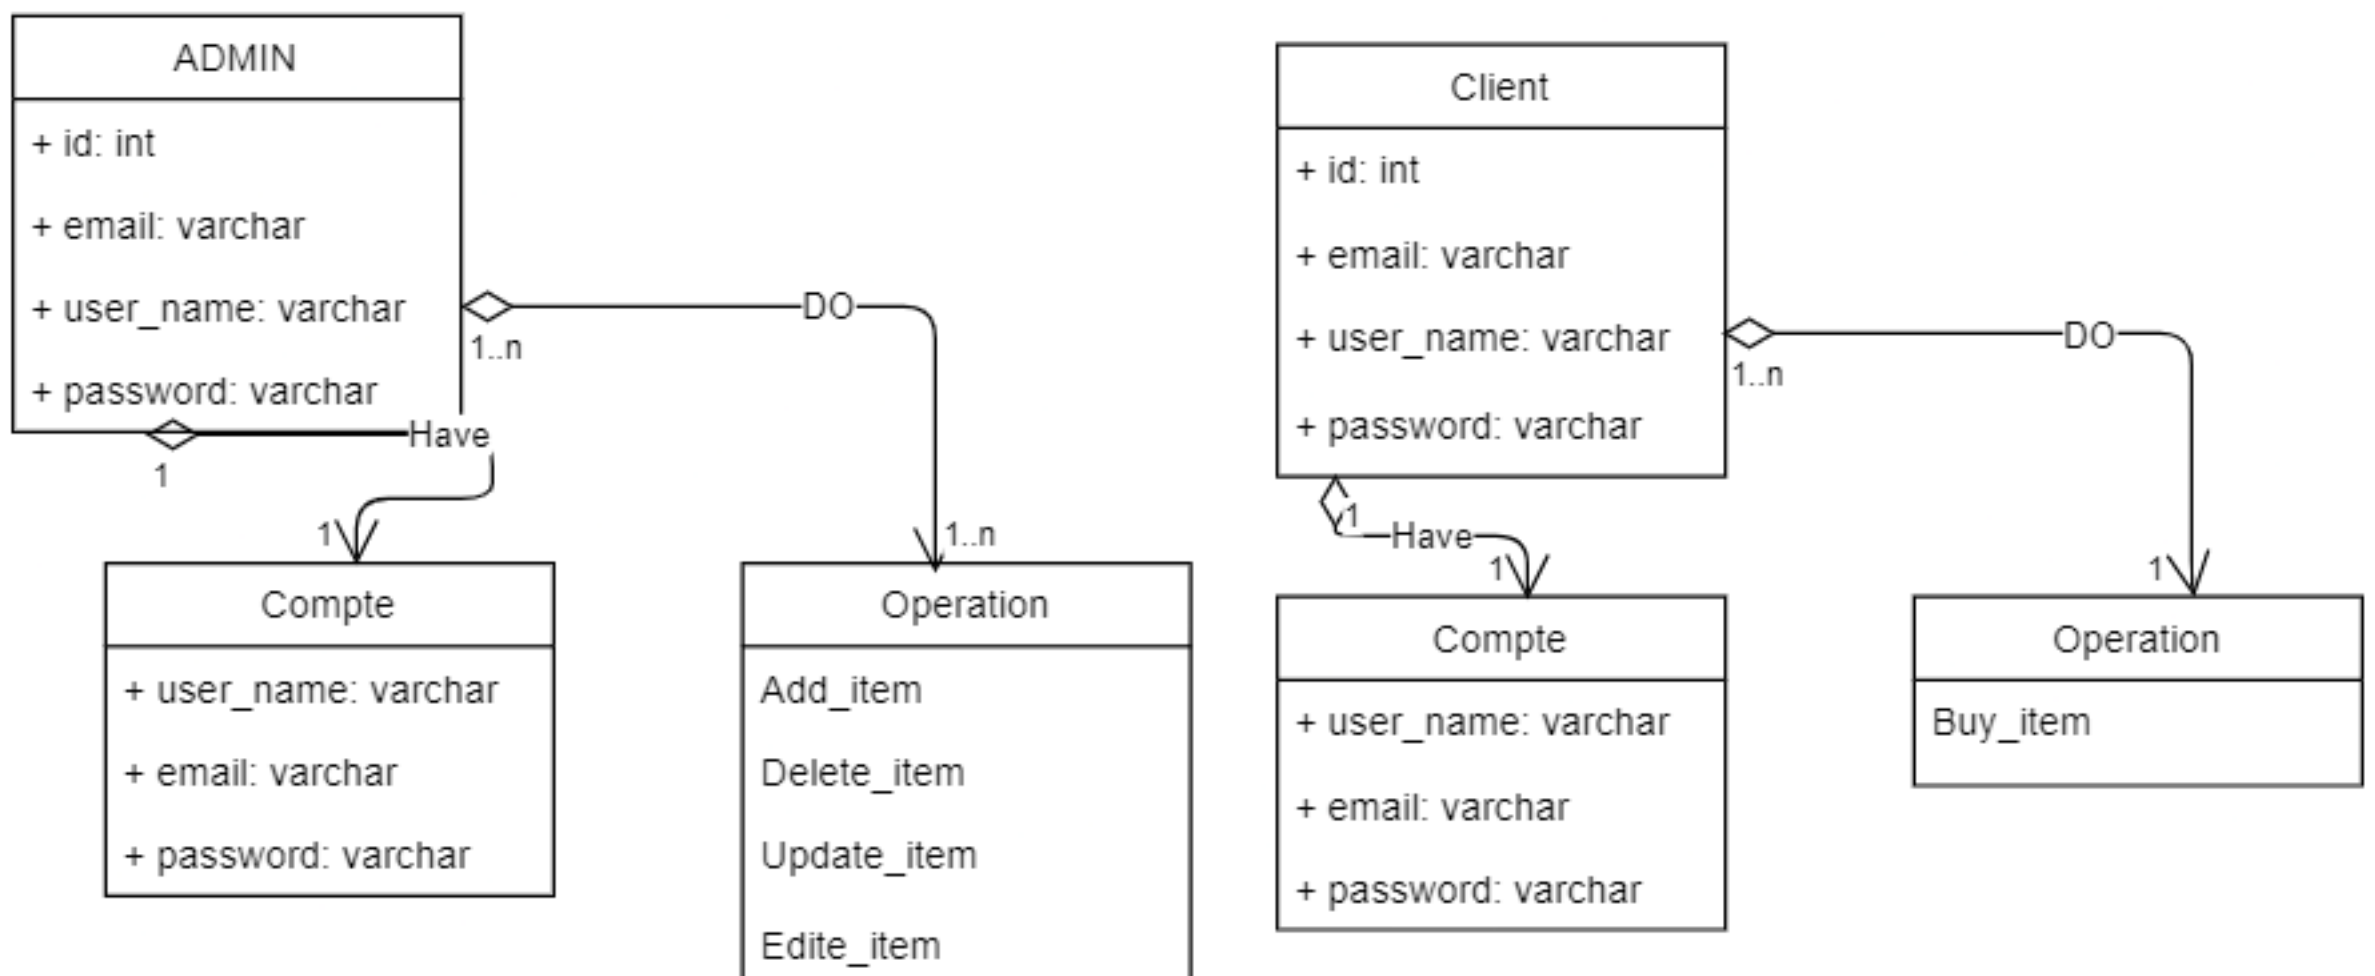 ADMIN
+ id: int
+ email: varchar
+ user_name: varchar
+ password: varchar
1..n
DO
1..n
Have
1
1
Compte
+ user_name: varchar
+ email: varchar
+ password: varchar
Operation
Add_item
Delete_item
Update_item
Edite_item
Client
+ id: int
+ email: varchar
+ user_name: varchar
+ password: varchar
1..n
DO
1
1
Have
1
Compte
+ user_name: varchar
+ email: varchar
+ password: varchar
Operation
Buy_item